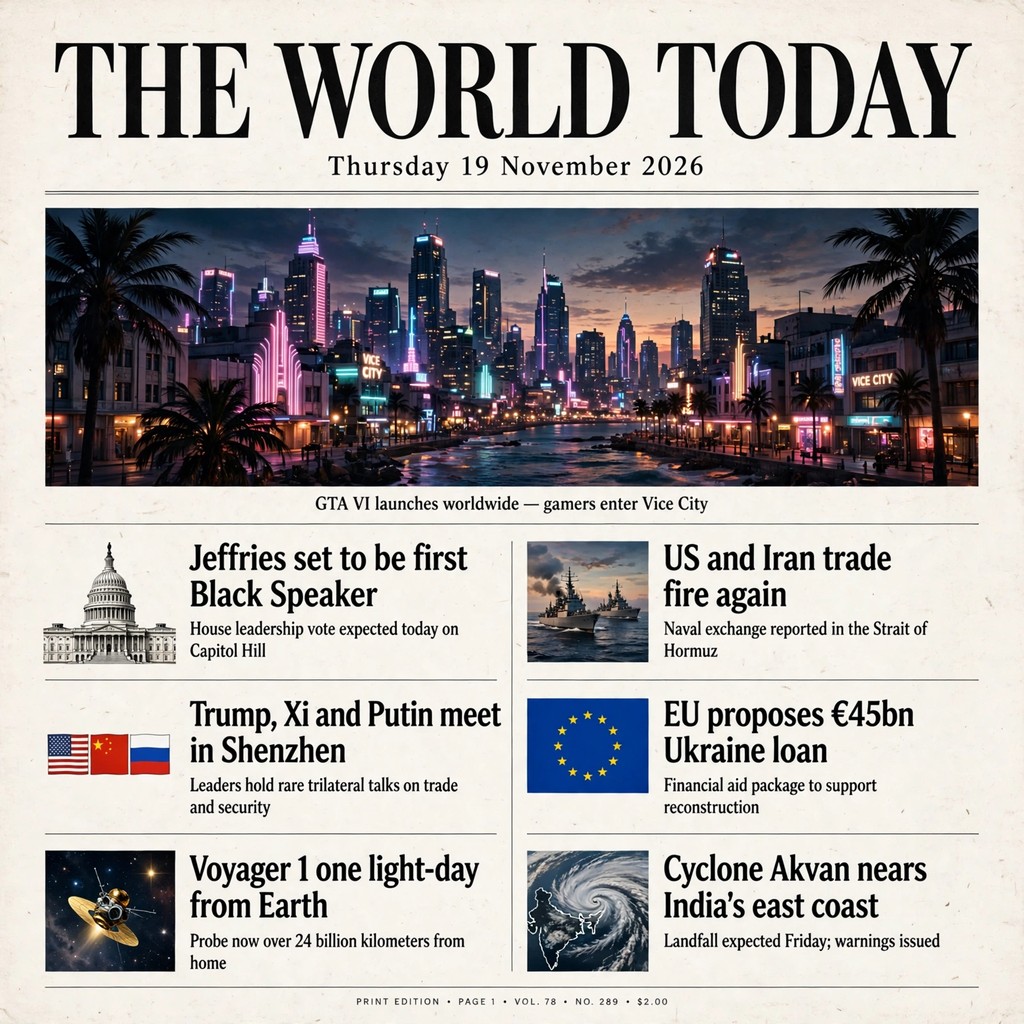 THE WORLD TODAY
Thursday 19 November 2026
VICE
CITY
VICE CITY
GTA VI launches worldwide — gamers enter Vice City
Jeffries set to be first
Black Speaker
House leadership vote expected today on
Capitol Hill
US and Iran trade
fire again
Naval exchange reported in the Strait of
Hormuz
Trump, Xi and Putin meet
in Shenzhen
Leaders hold rare trilateral talks on trade
and security
EU proposes €45bn
Ukraine loan
Financial aid package to support
reconstruction
Voyager 1 one light-day
from Earth
Probe now over 24 billion kilometers from
home
Cyclone Akvan nears
India's east coast
Landfall expected Friday; warnings issued
PRINT EDITION • PAGE 1 • VOL. 78 • NO. 289 • $2.00